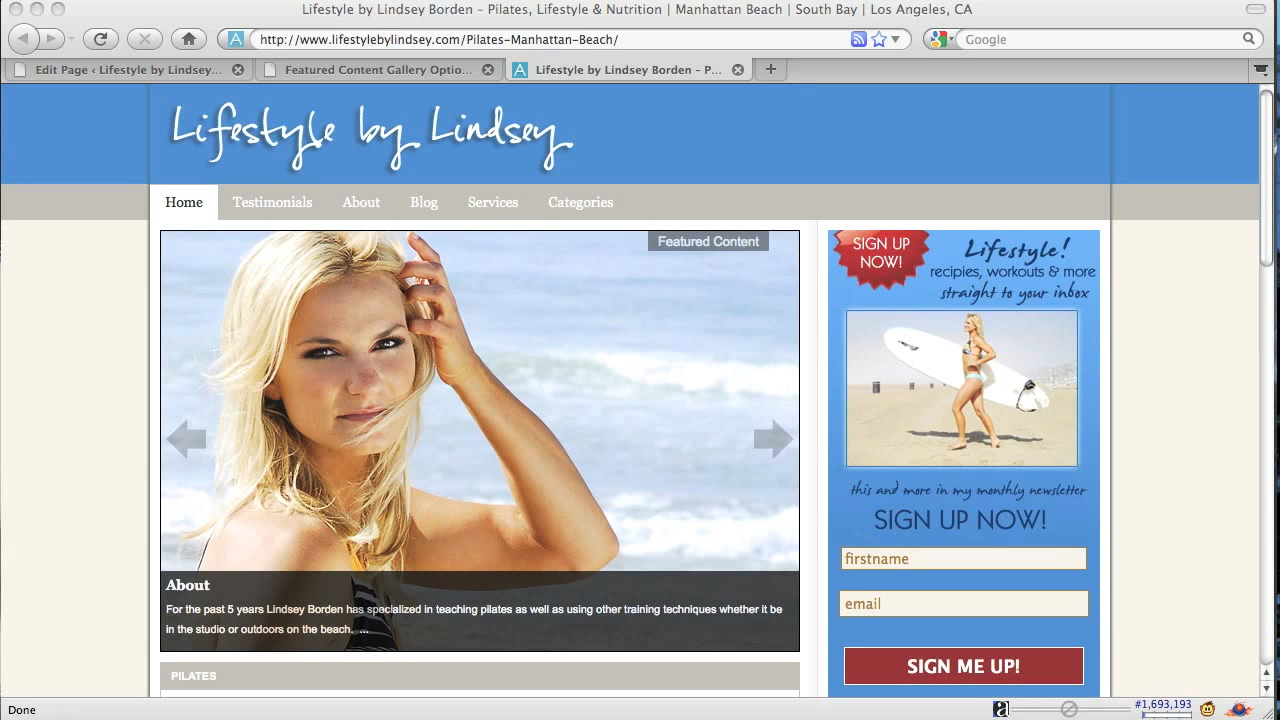 Lifestyle by Lindsey Borden – Pilates, Lifestyle & Nutrition | Manhattan Beach | South Bay | Los Angeles, CA
http://www.lifestylebylindsey.com/Pilates-Manhattan-Beach/
Google
Edit Page ‹ Lifestyle by Lindsey...
Featured Content Gallery Optio...
Lifestyle by Lindsey Borden – P...
Lifestyle by Lindsey
Home
Testimonials
About
Blog
Services
Categories
Featured Content
About
For the past 5 years Lindsey Borden has specialized in teaching pilates as well as using other training techniques whether it be
in the studio or outdoors on the beach. ...
PILATES
SIGN UP
NOW!
Lifestyle!
recipies, workouts & more
straight to your inbox
this and more in my monthly newsletter
SIGN UP NOW!
firstname
email
SIGN ME UP!
Done
a
#1,693,193